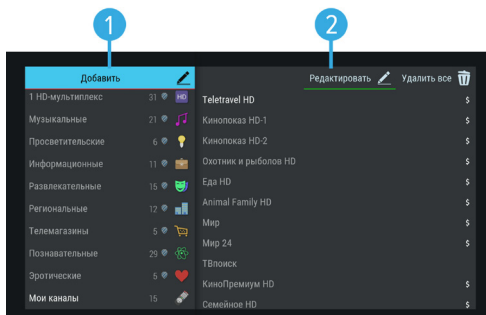 1
2
Добавить
Редактировать
Удалить все
1 HD-мультиплекс 31 HD
Музыкальные 21
Просветительские 6
Информационные 11
Развлекательные 15
Региональные 12
Телемагазины 5
Познавательные 29
Эротические 5
Мои каналы 15
Teletravel HD $
Кинопоказ HD-1 $
Кинопоказ HD-2 $
Охотник и рыболов HD $
Еда HD $
Animal Family HD $
Мир $
Мир 24 $
ТВпоиск
КиноПремиум HD $
Семейное HD $